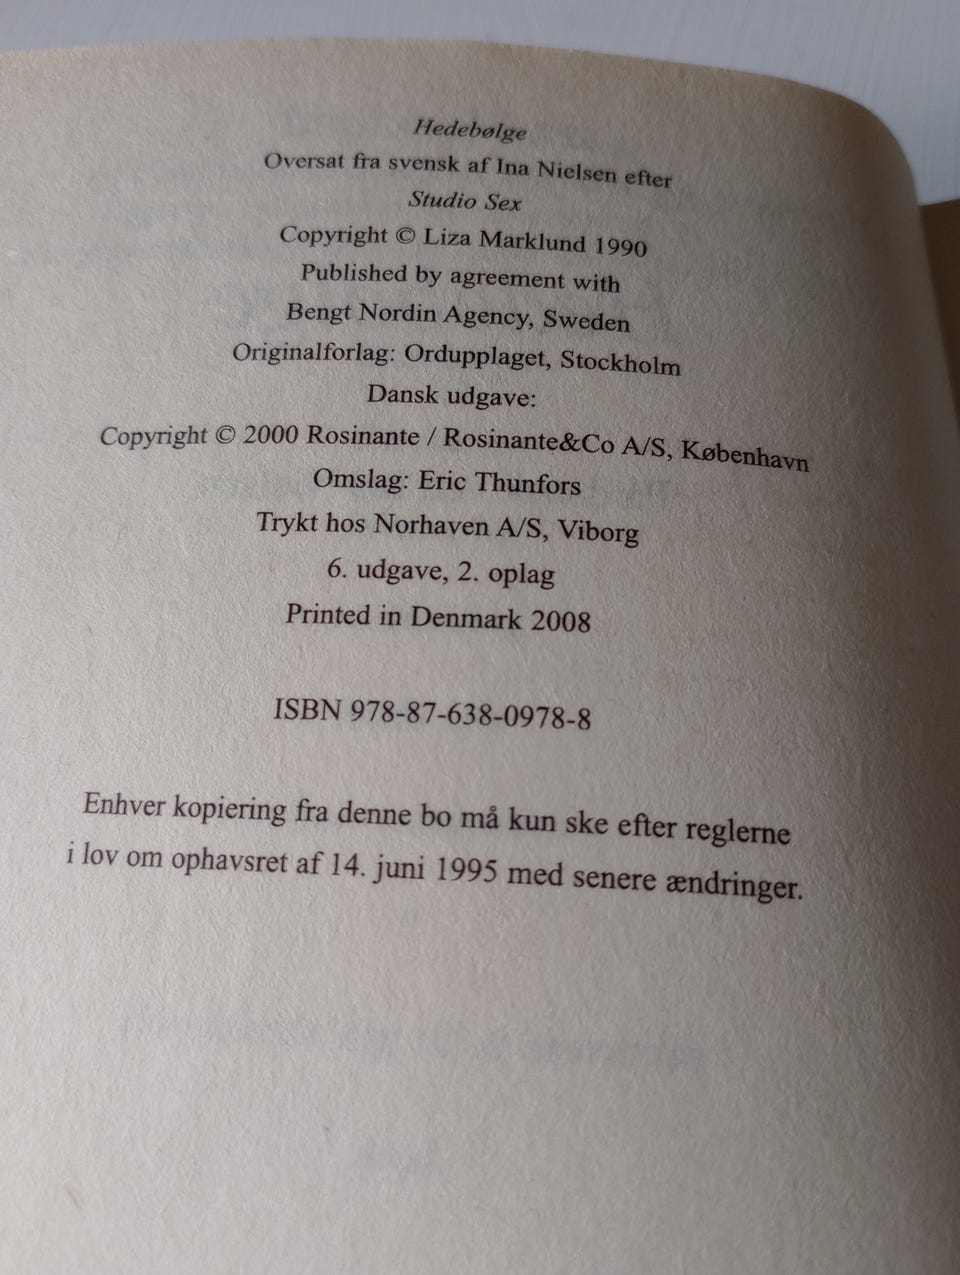 Hedebølge
Oversat fra svensk af Ina Nielsen efter
Studio Sex
Copyright © Liza Marklund 1990
Published by agreement with
Bengt Nordin Agency, Sweden
Originalforlag: Ordupplaget, Stockholm
Dansk udgave:
Copyright © 2000 Rosinante / Rosinante&Co A/S, København
Omslag: Eric Thunfors
Trykt hos Norhaven A/S, Viborg
6. udgave, 2. oplag
Printed in Denmark 2008
ISBN 978-87-638-0978-8
Enhver kopiering fra denne bo må kun ske efter reglerne
i lov om ophavsret af 14. juni 1995 med senere ændringer.